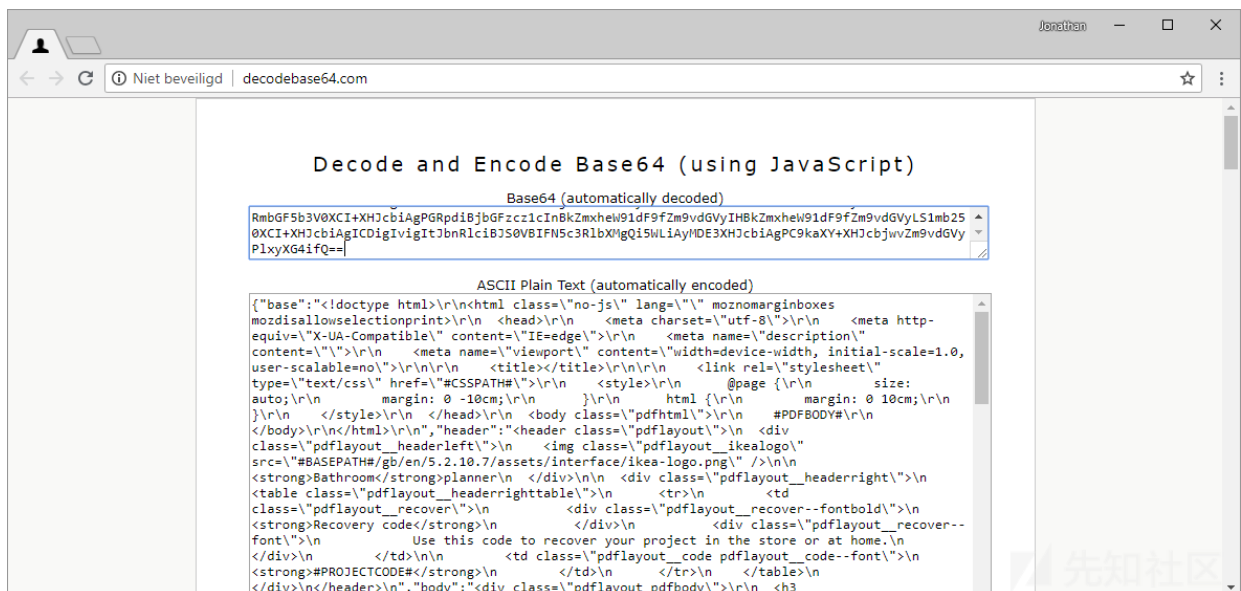 Jonathan
Niet beveiligd | decodebase64.com
Decode and Encode Base64 (using JavaScript)
Base64 (automatically decoded)
RmbGF5b3V0XCI+XHJcbiAgPGRpdiBjbGFzcz1cInBkZmxheW91dF9fZm9vdGVyIHBkZmxheW91dF9fZm9vdGVyLS1mb25
0XCI+XHJcbiAgICDigIvigItJbnRlciBJS0VBIFN5c3RlbXMgQi5WLiAyMDE3XHJcbiAgPC9kaXY+XHJcbjwvZm9vdGVy
PlxyXG4ifQ==
ASCII Plain Text (automatically encoded)
{"base":"<!doctype html>\r\n<html class=\"no-js\" lang=\"\" moznomarginboxes
mozdisallowselectionprint>\r\n  <head>\r\n    <meta charset=\"utf-8\">\r\n    <meta http-
equiv=\"X-UA-Compatible\" content=\"IE=edge\">\r\n    <meta name=\"description\"
content=\"\">\r\n    <meta name=\"viewport\" content=\"width=device-width, initial-scale=1.0,
user-scalable=no\">\r\n\r\n    <title></title>\r\n\r\n    <link rel=\"stylesheet\"
type=\"text/css\" href=\"#CSSPATH#\">\r\n    <style>\r\n      @page {\r\n        size:
auto;\r\n        margin: 0 -10cm;\r\n      }\r\n      html {\r\n        margin: 0 10cm;\r\n
}\r\n    </style>\r\n  </head>\r\n  <body class=\"pdfhtml\">\r\n    #PDFBODY#\r\n
</body>\r\n</html>\r\n","header":"<header class=\"pdflayout\">\n  <div
class=\"pdflayout__headerleft\">\n    <img class=\"pdflayout__ikealogo\"
src=\"#BASEPATH#/gb/en/5.2.10.7/assets/interface/ikea-logo.png\" />\n\n
<strong>Bathroom</strong>planner\n  </div>\n\n  <div class=\"pdflayout__headerright\">\n
<table class=\"pdflayout__headerrighttable\">\n      <tr>\n        <td
class=\"pdflayout__recover\">\n          <div class=\"pdflayout__recover--fontbold\">\n
<strong>Recovery code</strong>\n          </div>\n          <div class=\"pdflayout__recover--
font\">\n            Use this code to recover your project in the store or at home.\n
</div>\n        </td>\n\n        <td class=\"pdflayout__code pdflayout__code--font\">\n
<strong>#PROJECTCODE#</strong>\n        </td>\n      </tr>\n    </table>\n
</div>\n</header>\n","body":"<div class=\"pdflayout pdfbody\">\r\n  <h3
先知社区